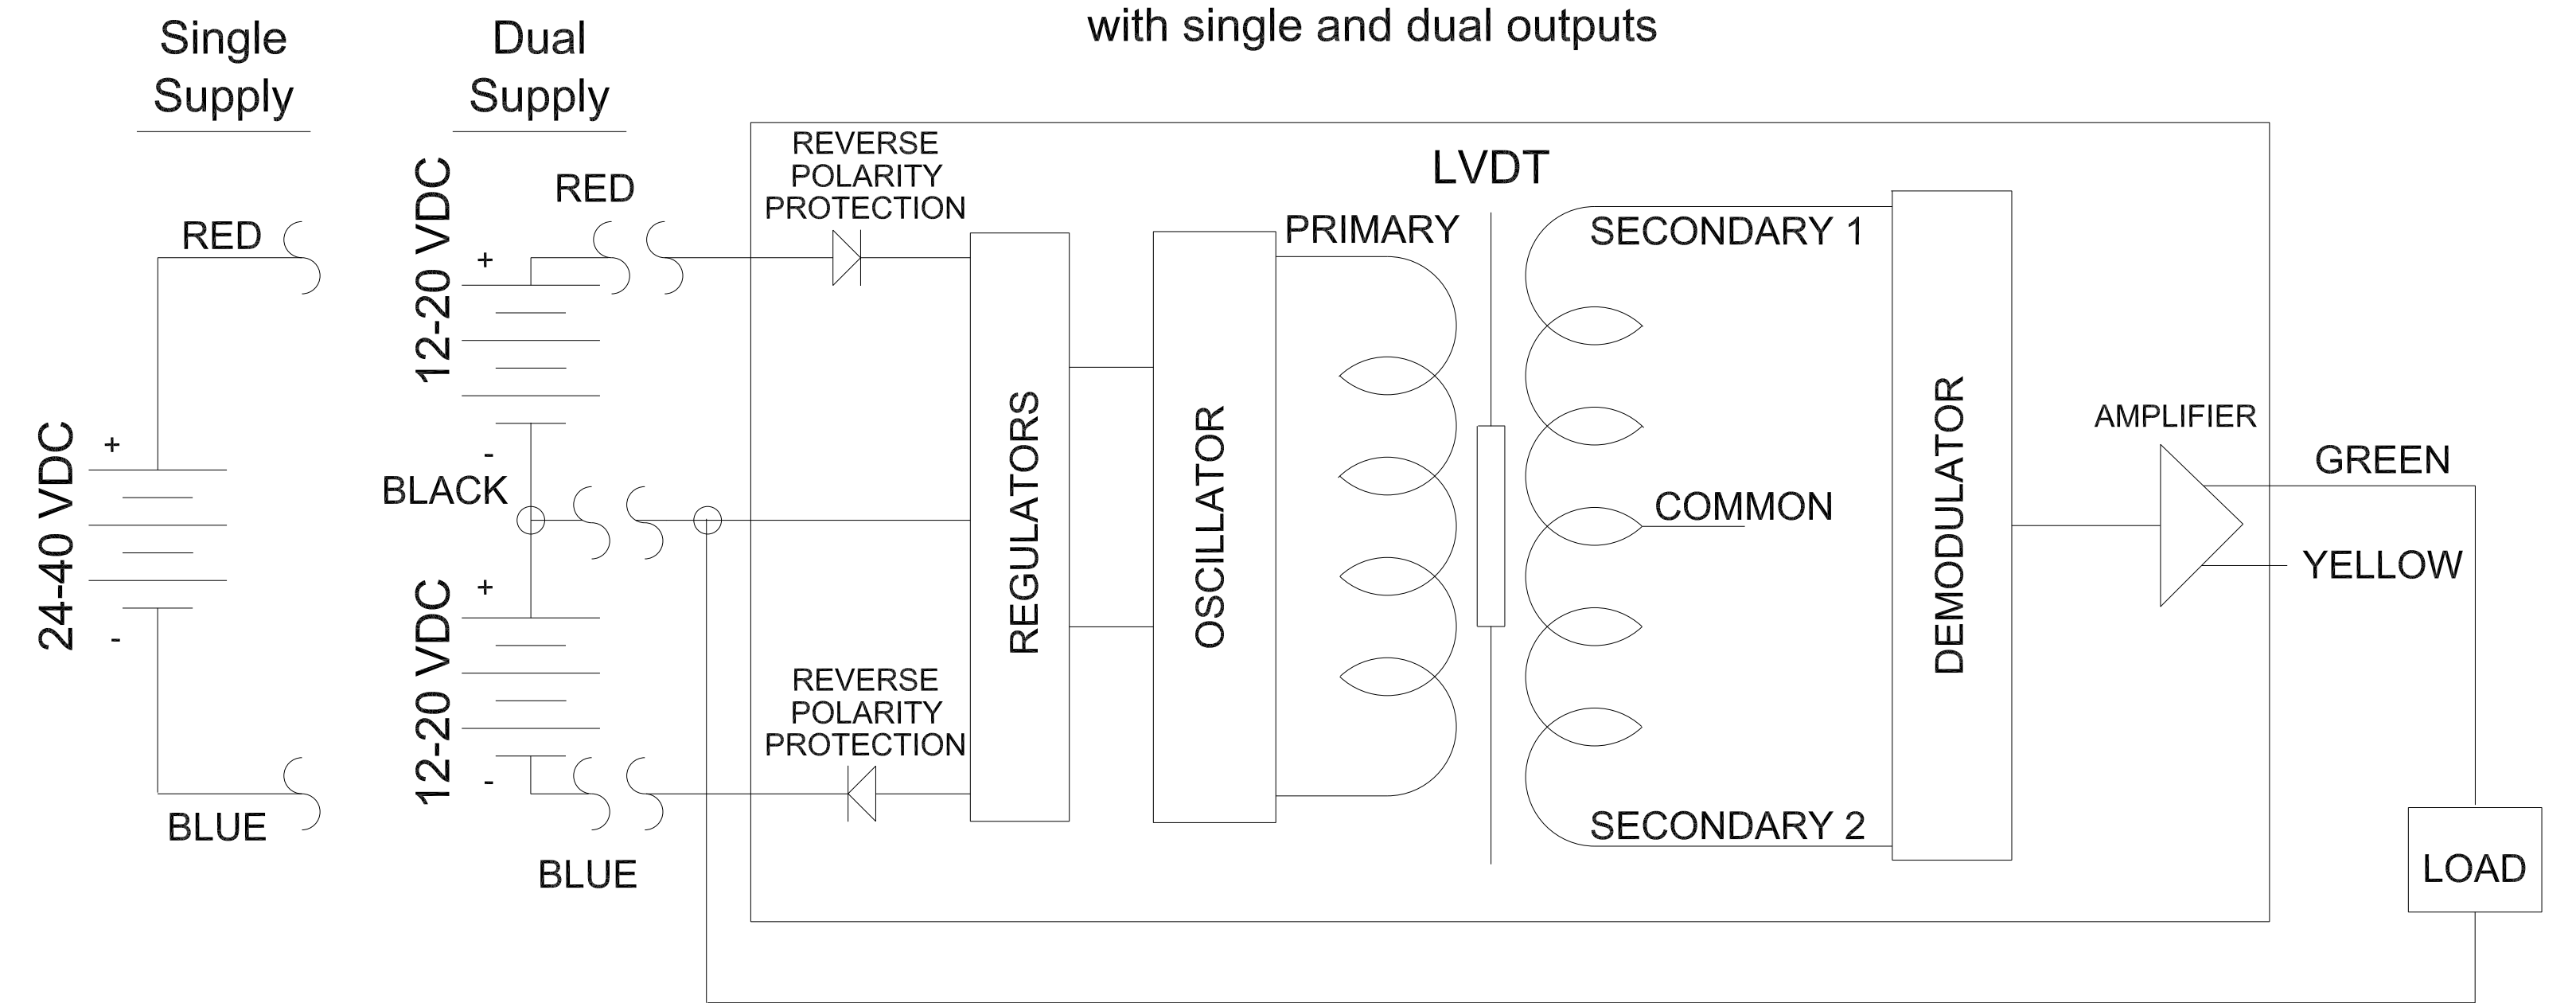 with single and dual outputs
Single
Supply
Dual
Supply
RED
24-40 VDC
+
-
BLUE
12-20 VDC
RED
+
-
BLACK
12-20 VDC
+
-
BLUE
REVERSE
POLARITY
PROTECTION
REVERSE
POLARITY
PROTECTION
REGULATORS
OSCILLATOR
LVDT
PRIMARY
SECONDARY 1
COMMON
SECONDARY 2
DEMODULATOR
AMPLIFIER
GREEN
YELLOW
LOAD